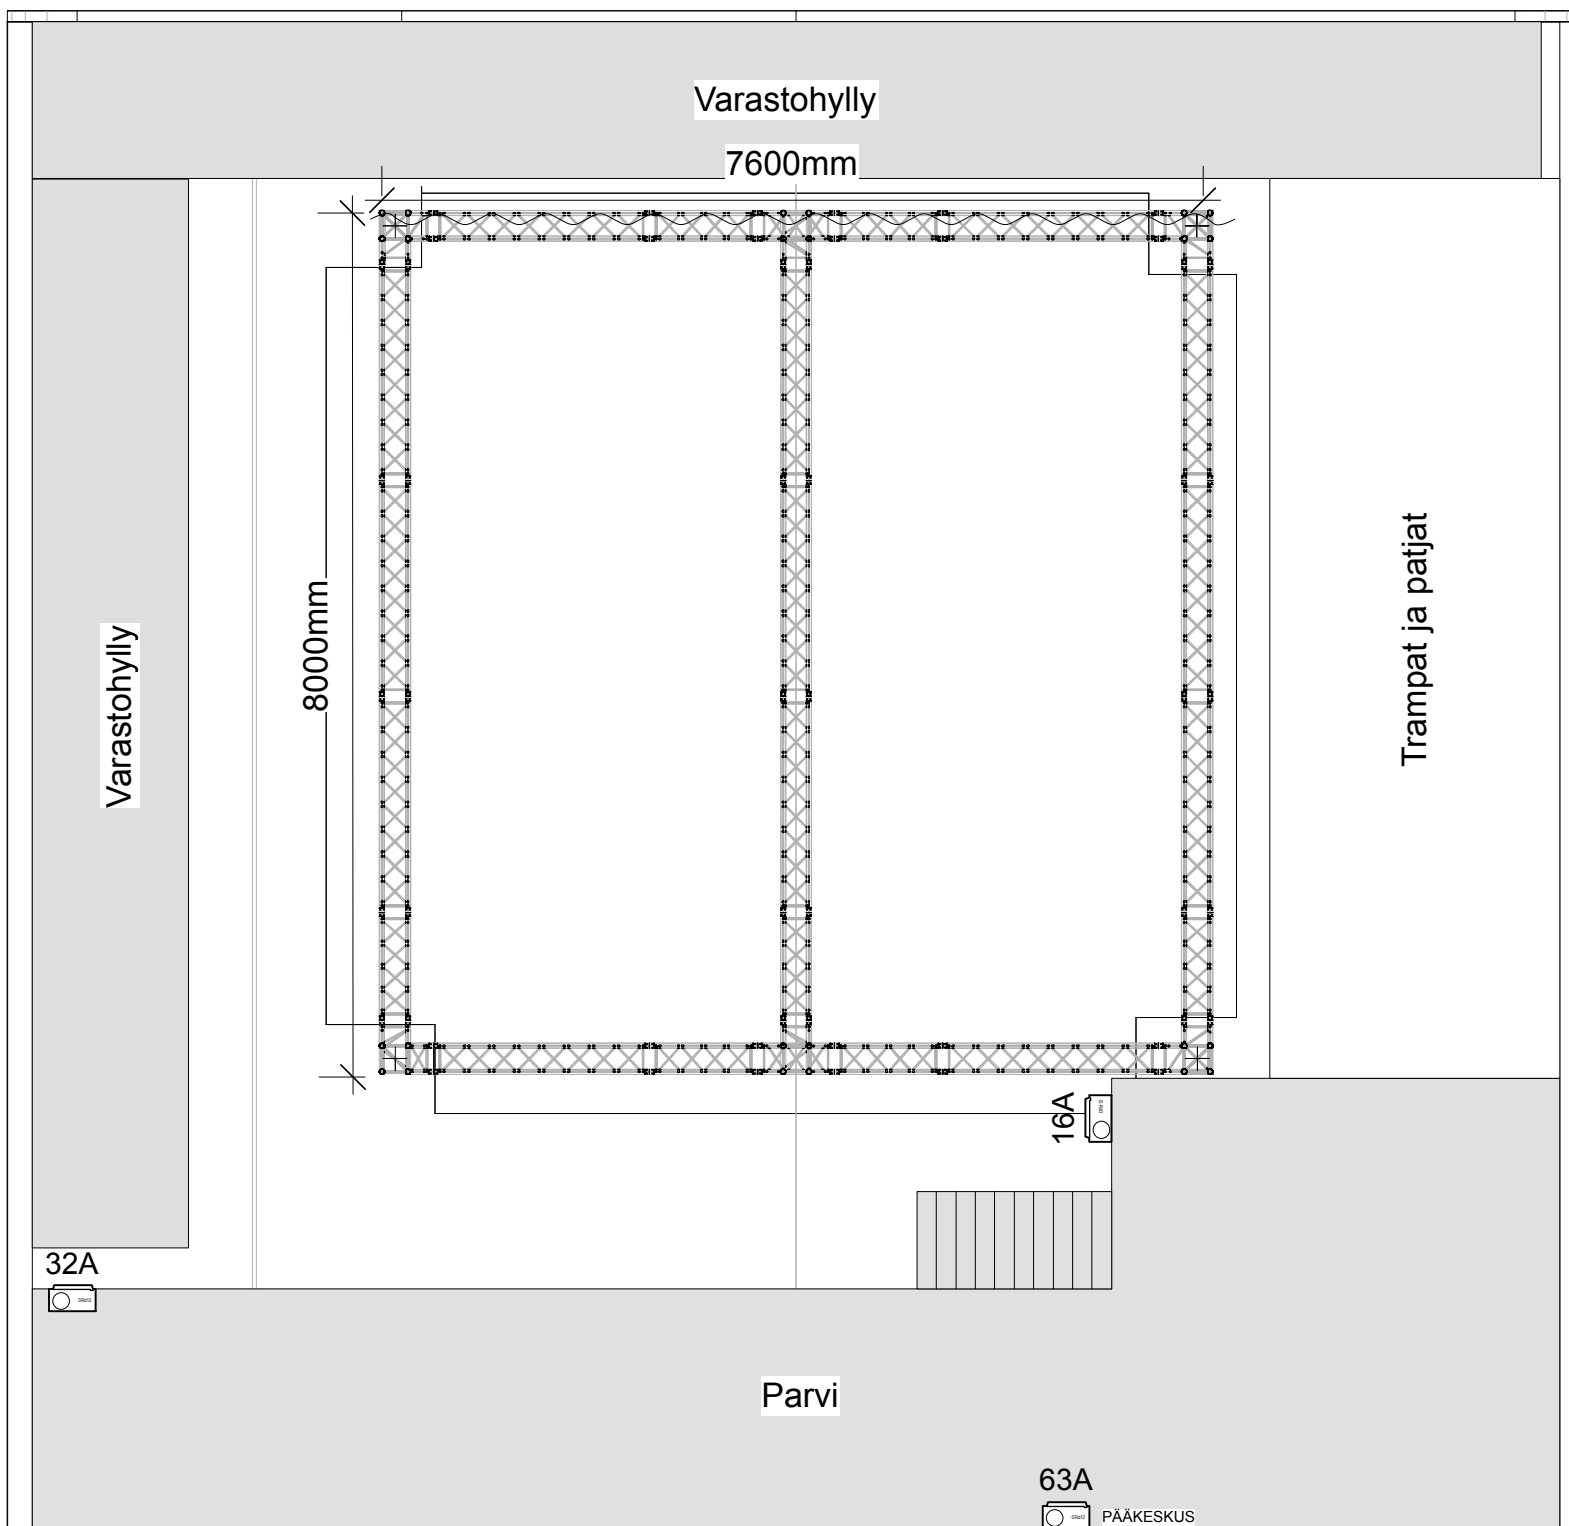 Varastohylly
7600mm
8000mm
Varastohylly
Trampat ja patjat
16A
32A
Parvi
63A
PÄÄKESKUS